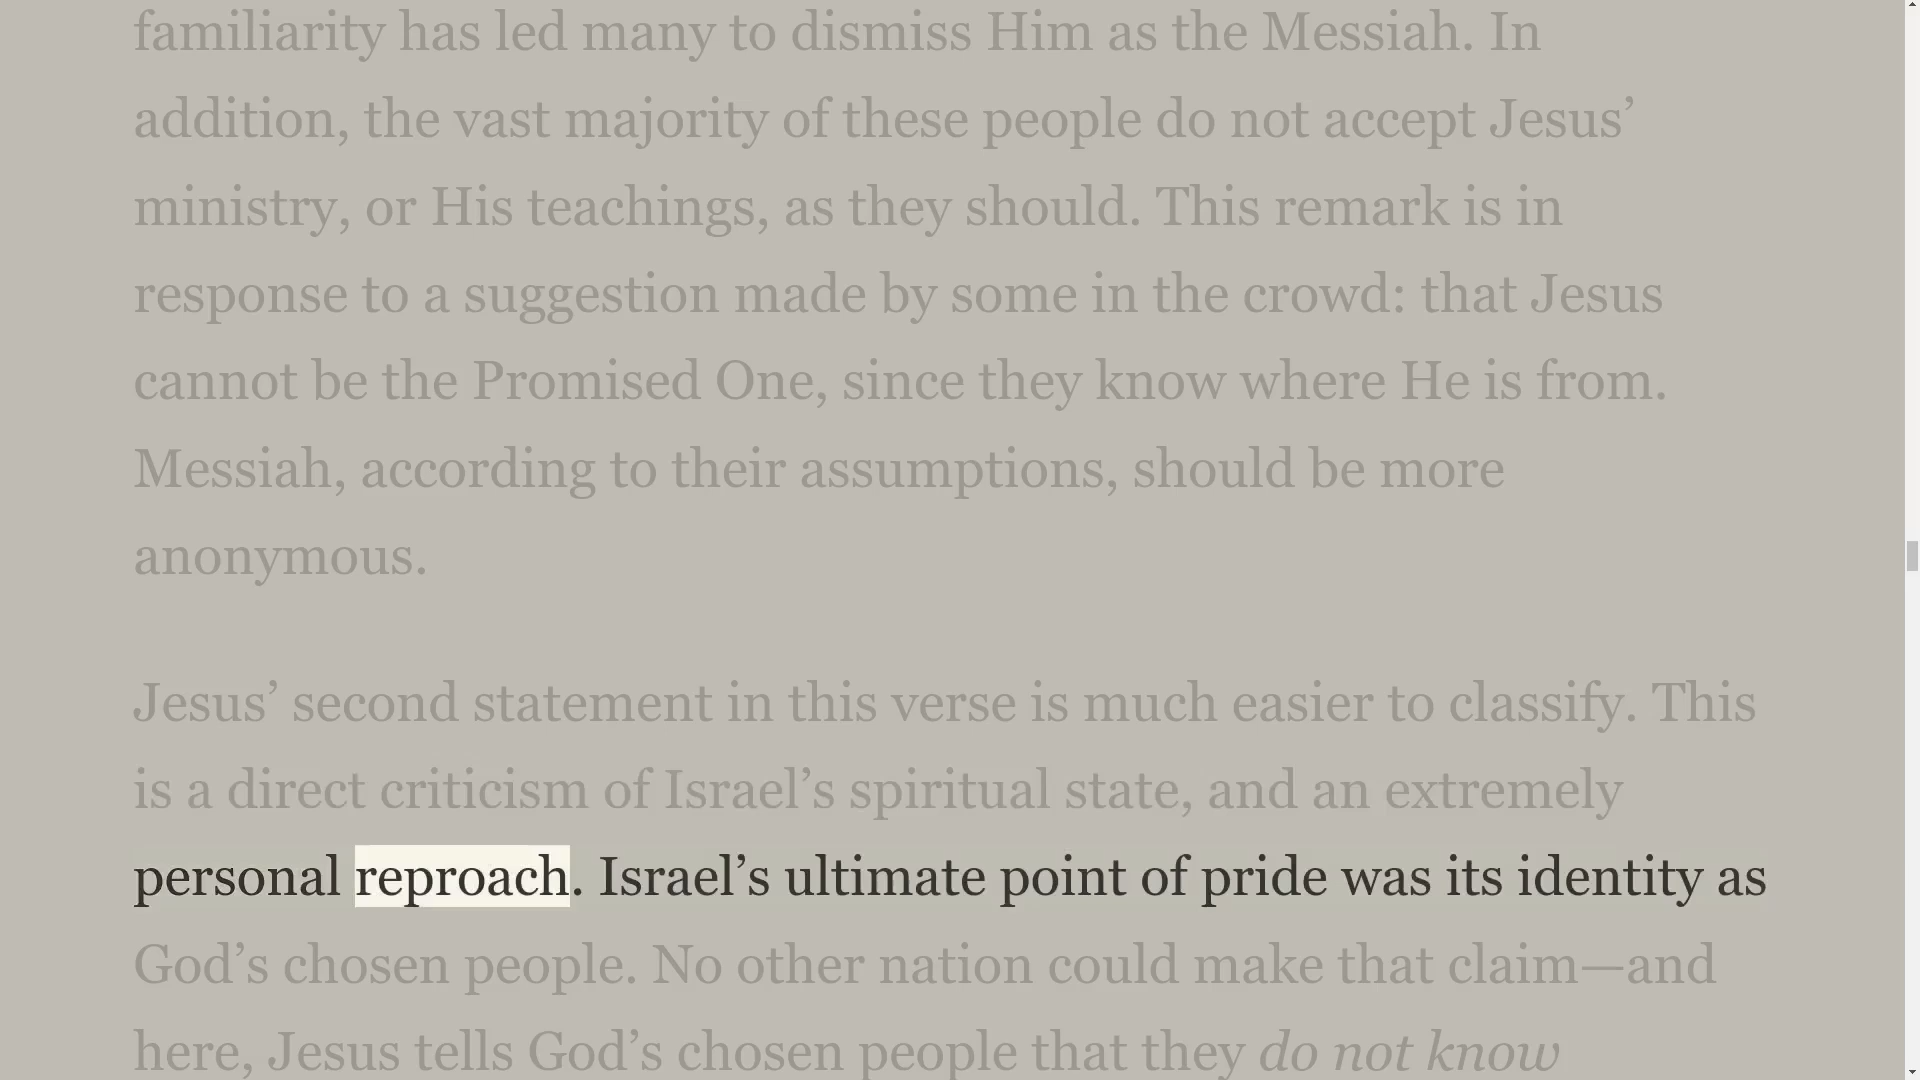 familiarity has led many to dismiss Him as the Messiah. In
addition, the vast majority of these people do not accept Jesus’
ministry, or His teachings, as they should. This remark is in
response to a suggestion made by some in the crowd: that Jesus
cannot be the Promised One, since they know where He is from.
Messiah, according to their assumptions, should be more
anonymous.
Jesus’ second statement in this verse is much easier to classify. This
is a direct criticism of Israel’s spiritual state, and an extremely
personal reproach. Israel’s ultimate point of pride was its identity as
God’s chosen people. No other nation could make that claim—and
here, Jesus tells God’s chosen people that they do not know